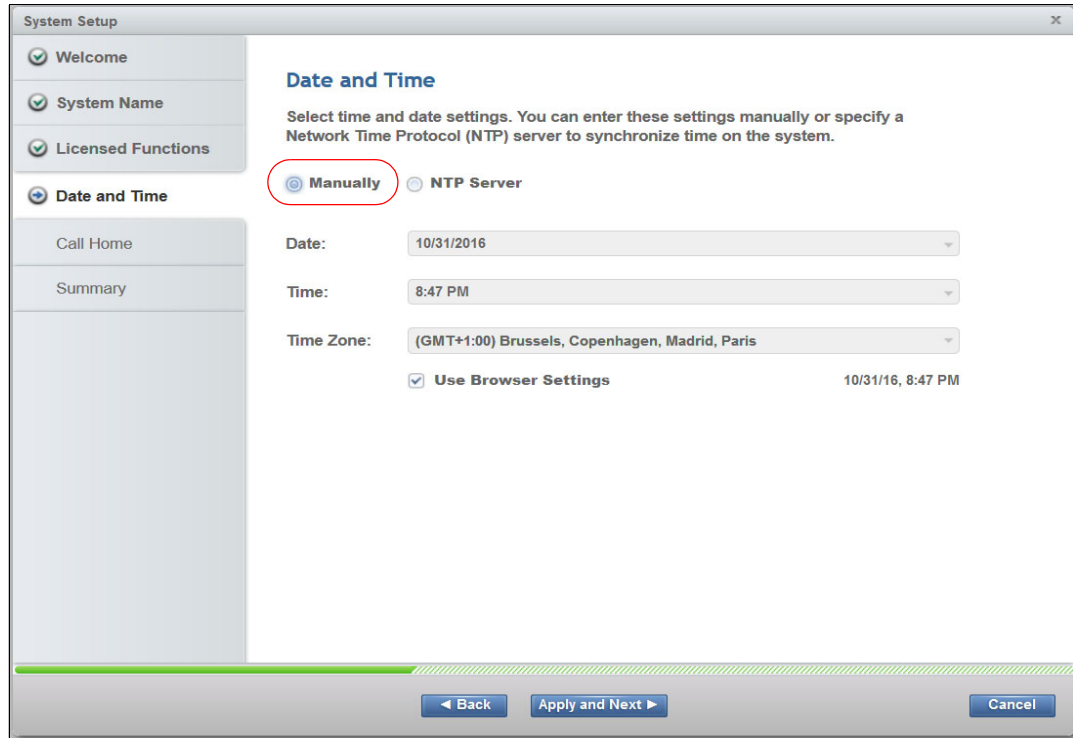 System Setup
x
Welcome
System Name
Licensed Functions
Date and Time
Call Home
Summary
Date and Time
Select time and date settings. You can enter these settings manually or specify a
Network Time Protocol (NTP) server to synchronize time on the system.
Manually NTP Server
Date: 10/31/2016
Time: 8:47 PM
Time Zone: (GMT+1:00) Brussels, Copenhagen, Madrid, Paris
Use Browser Settings 10/31/16, 8:47 PM
Back Apply and Next Cancel